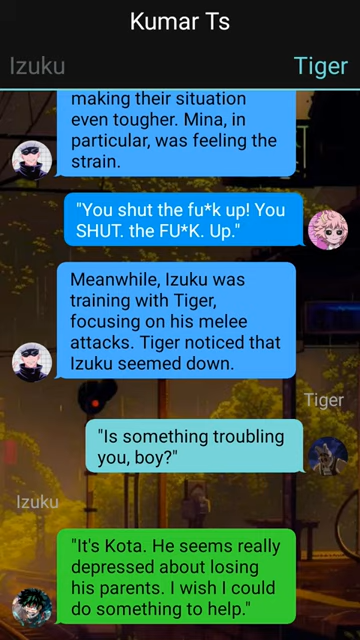 Kumar Ts
Izuku
Tiger
making their situation
even tougher. Mina, in
particular, was feeling the
strain.
"You shut the fu*k up! You
SHUT. the FU*K. Up."
Meanwhile, Izuku was
training with Tiger,
focusing on his melee
attacks. Tiger noticed that
Izuku seemed down.
Tiger
"Is something troubling
you, boy?"
Izuku
"It's Kota. He seems really
depressed about losing
his parents. I wish I could
do something to help."